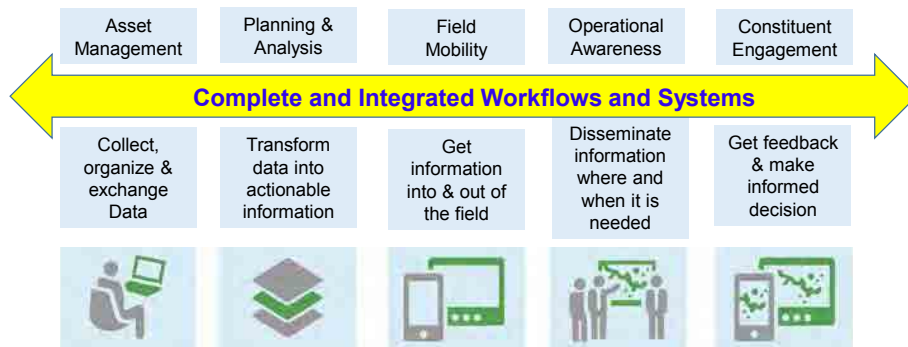 Asset
Management
Planning &
Analysis
Field
Mobility
Operational
Awareness
Constituent
Engagement
Complete and Integrated Workflows and Systems
Collect,
organize &
exchange
Data
Transform
data into
actionable
information
Get
information
into & out of
the field
Disseminate
information
where and
when it is
needed
Get feedback
& make
informed
decision